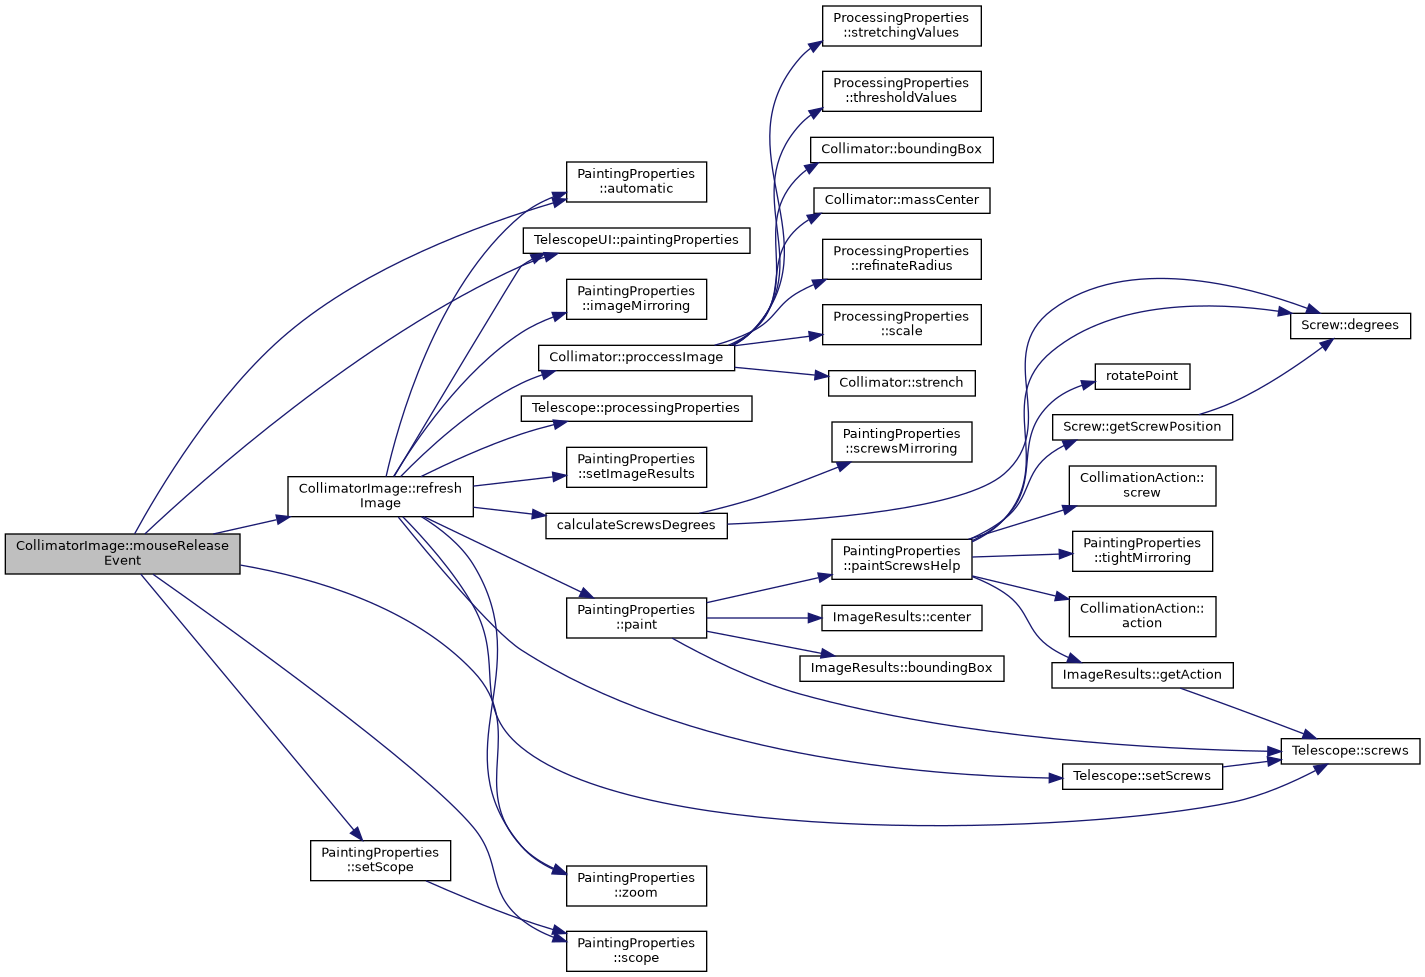 ProcessingProperties
::stretchingValues
ProcessingProperties
::thresholdValues
Collimator::boundingBox
PaintingProperties
::automatic
Collimator::massCenter
TelescopeUI::paintingProperties
ProcessingProperties
::refinateRadius
PaintingProperties
::imageMirroring
ProcessingProperties
::scale
Screw::degrees
Collimator::proccessImage
rotatePoint
Collimator::strench
Telescope::processingProperties
Screw::getScrewPosition
PaintingProperties
::screwsMirroring
PaintingProperties
::setImageResults
CollimationAction::
screw
CollimatorImage::refresh
Image
calculateScrewsDegrees
CollimatorImage::mouseRelease
Event
PaintingProperties
::paintScrewsHelp
PaintingProperties
::tightMirroring
PaintingProperties
::paint
ImageResults::center
CollimationAction::
action
ImageResults::boundingBox
ImageResults::getAction
Telescope::screws
Telescope::setScrews
PaintingProperties
::setScope
PaintingProperties
::zoom
PaintingProperties
::scope